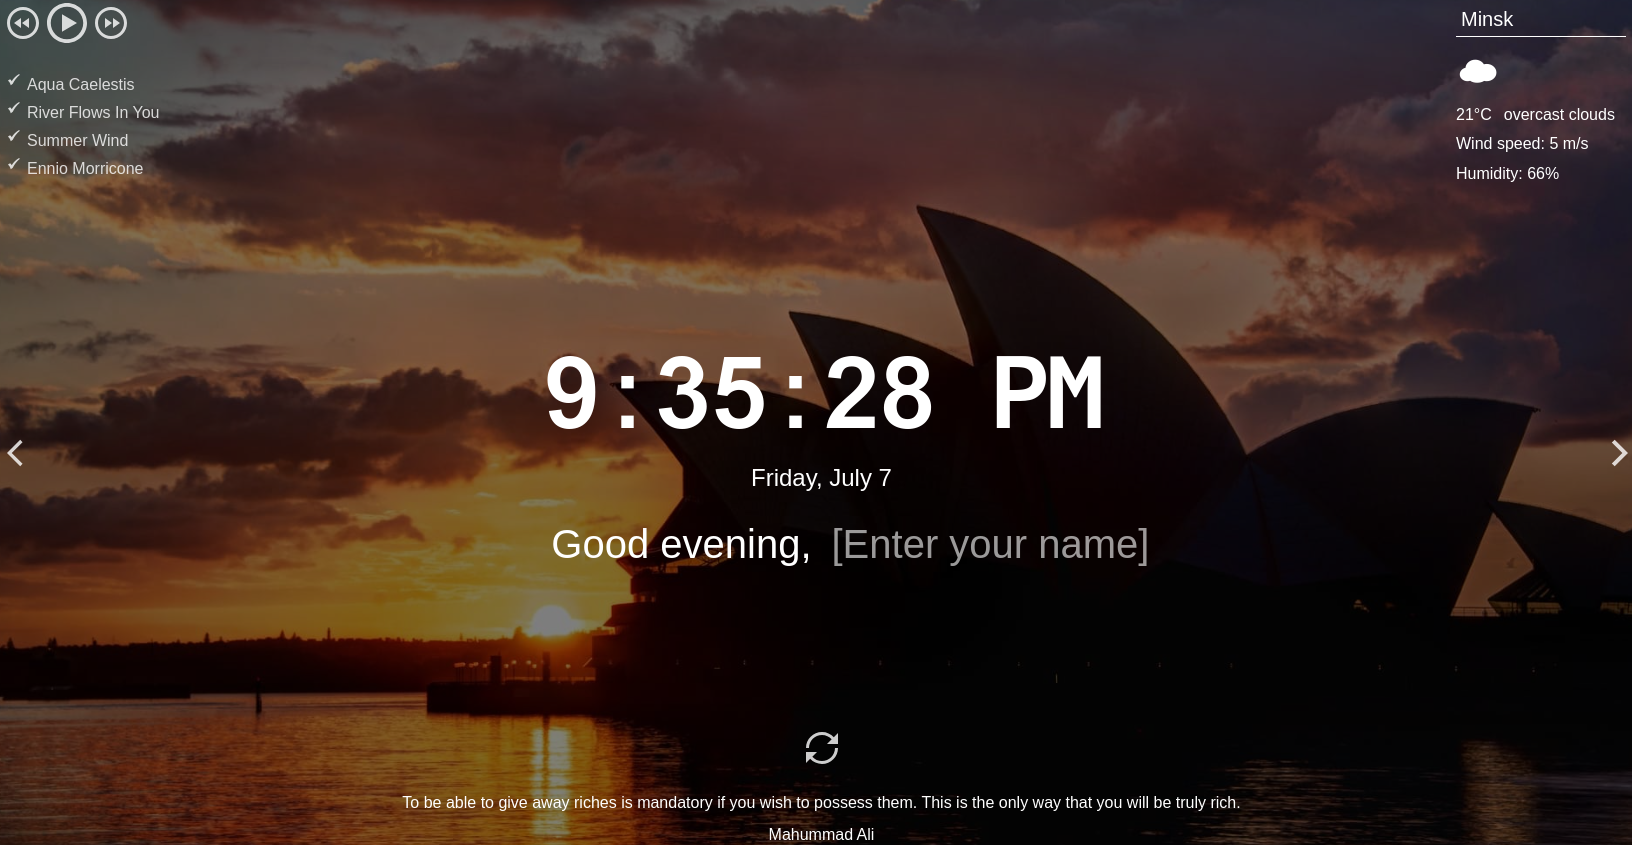 Minsk
Aqua Caelestis
River Flows In You
Summer Wind
Ennio Morricone
21°C overcast clouds
Wind speed: 5 m/s
Humidity: 66%
9:35:28 PM
Friday, July 7
Good evening, [Enter your name]
To be able to give away riches is mandatory if you wish to possess them. This is the only way that you will be truly rich.
Mahummad Ali